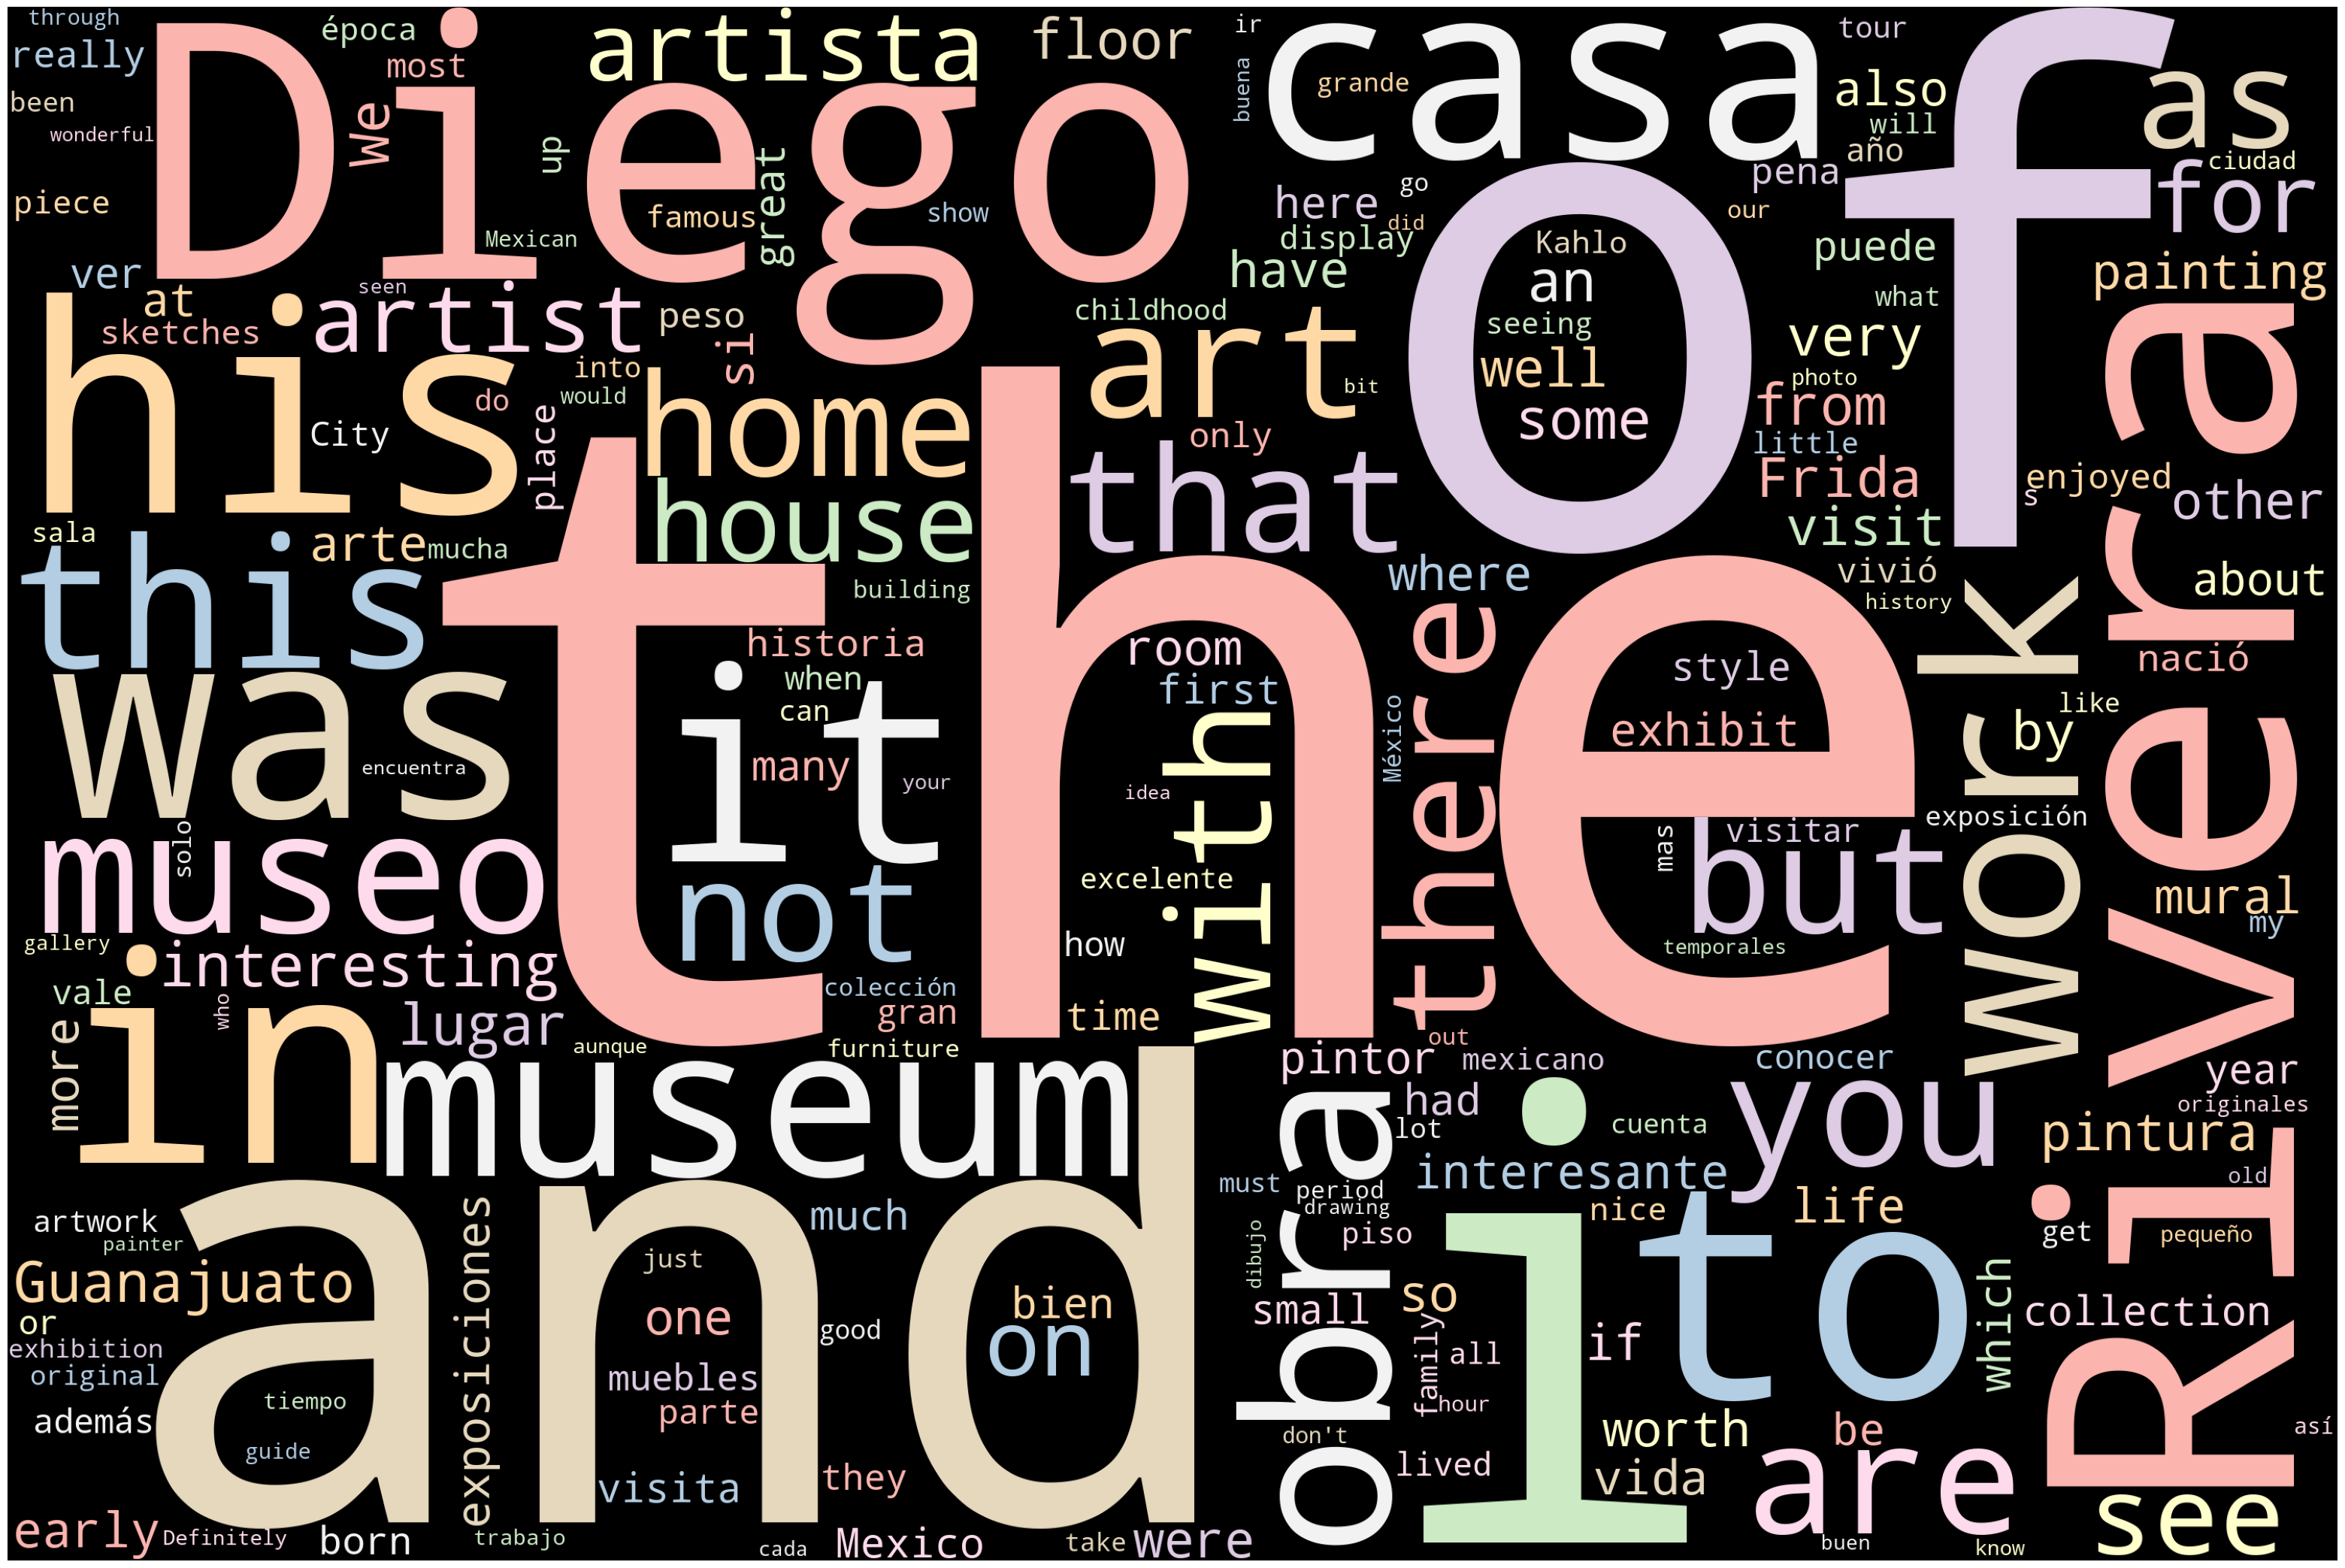 through
época
artista
floor
ir
casa
tour
of
really
Diego
most
grande
also
as
been
We
buena
will
wonderful
up
great
año
ciudad
piece
famous
show
here
go
pena
for
Mexican
display
did
our
puede
ver
have
Kahlo
painting
at
seen
childhood
an
what
sketches
artist
peso
art
seeing
very
his
si
well
photo
into
bit
some
from
do
would
home
City
place
only
little
that
Frida
enjoyed
s
other
house
visit
sala
this
arte
mucha
where
vivió
about
building
history
the
historia
room
there
style
nació
was
it
when
first
México
like
can
exhibit
by
many
with
encuentra
your
idea
work
exposición
solo
museo
not
mas
visitar
but
excelente
mural
my
gallery
interesting
how
temporales
vale
who
colección
in
more
lugar
gran
time
out
aunque
furniture
museum
pintor
mexicano
conocer
year
had
you
originales
obra
lot
cuenta
pintura
and
must
interesante
period
old
artwork
exposiciones
much
drawing
nice
life
painter
piso
i
to
get
pequeño
just
dibujo
Guanajuato
bien
so
which
or
one
on
small
collection
exhibition
good
family
all
if
original
muebles
Rivera
tiempo
parte
hour
además
don't
worth
be
así
guide
lived
vida
are
visita
they
see
early
Definitely
born
trabajo
cada
Mexico
take
were
buen
know